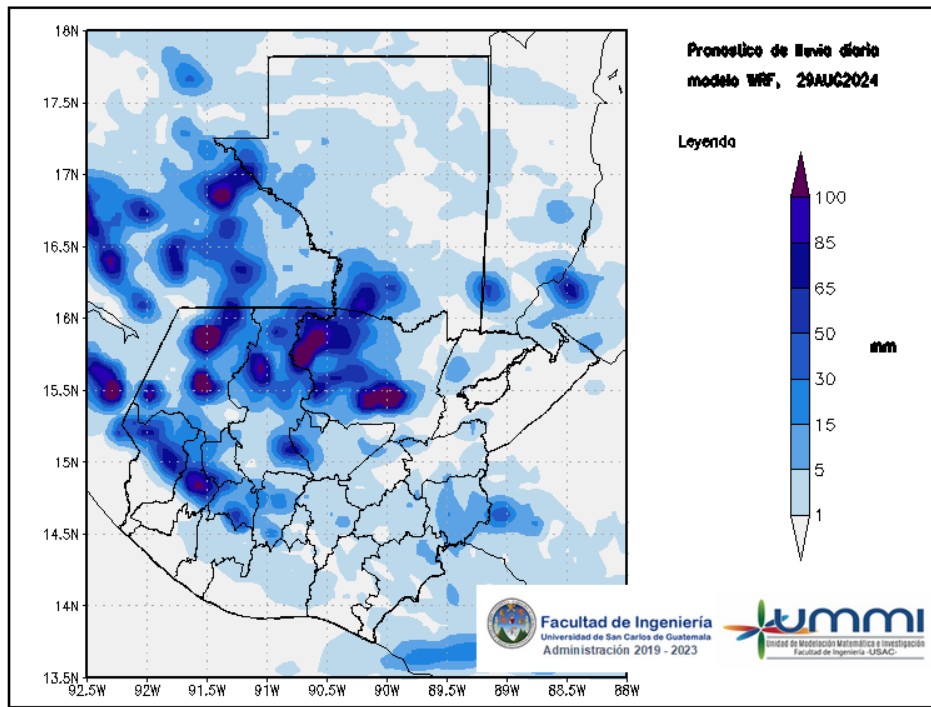 Pronostico de lluvia diaria
modelo WRF, 29AUG2024
Leyenda
100
85
65
50
30
15
5
1
mm
18N
17.5N
17N
16.5N
16N
15.5N
15N
14.5N
14N
13.5N
92.5W 92W 91.5W 91W 90.5W 90W 89.5W 89W 88.5W 88W
Facultad de Ingeniería
Universidad de San Carlos de Guatemala
Administración 2019 - 2023
ummi
Unidad de Modelación Matemática e Investigación
Facultad de Ingeniería -USAC-